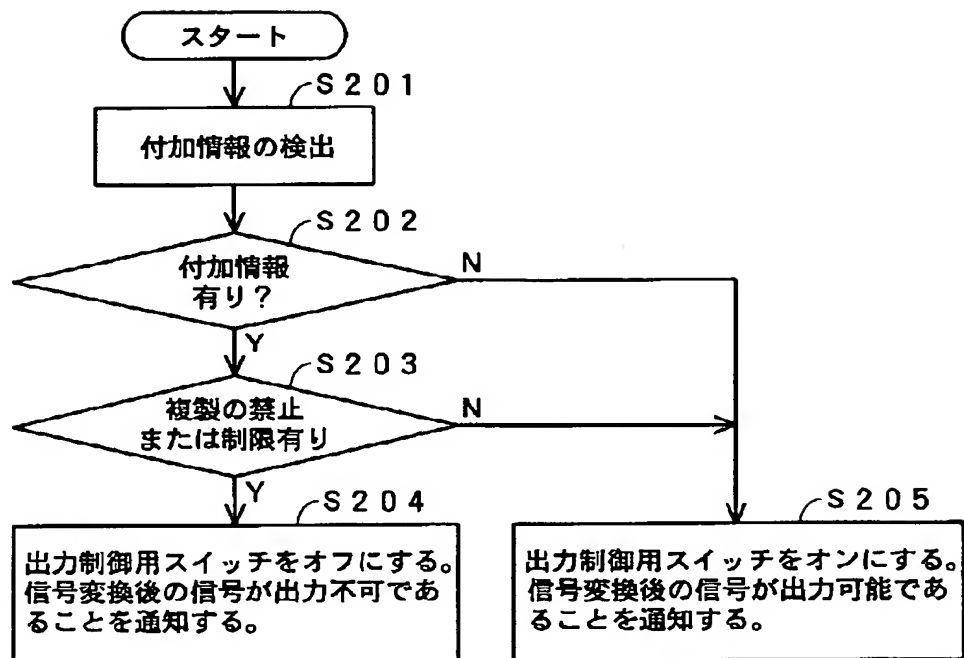 スタート
S201
付加情報の検出
S202
付加情報
有り？
N
Y
S203
複製の禁止
または制限有り
N
Y
S204
出力制御用スイッチをオフにする。
信号変換後の信号が出力不可であ
ることを通知する。
S205
出力制御用スイッチをオンにする。
信号変換後の信号が出力可能であ
ることを通知する。